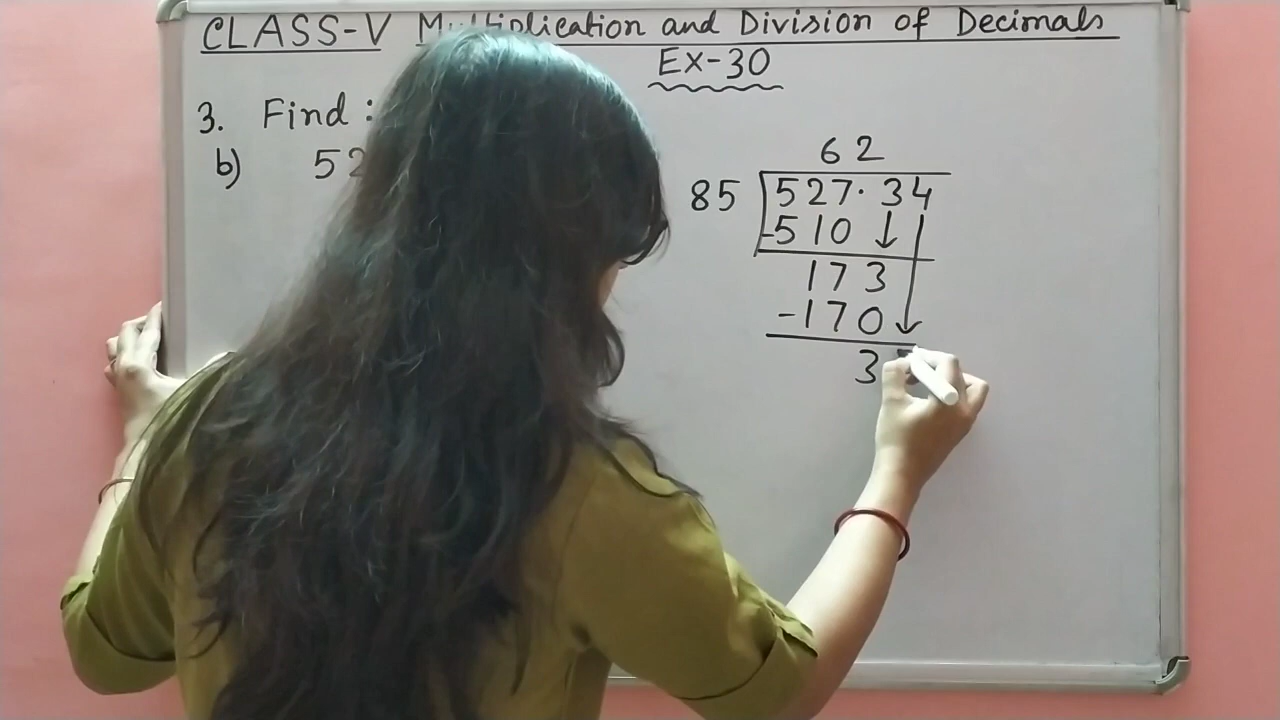 CLASS-V Multiplication and Division of Decimals
Ex-30
3. Find :
b) 52
62
85 527.34
-510
173
-170
3